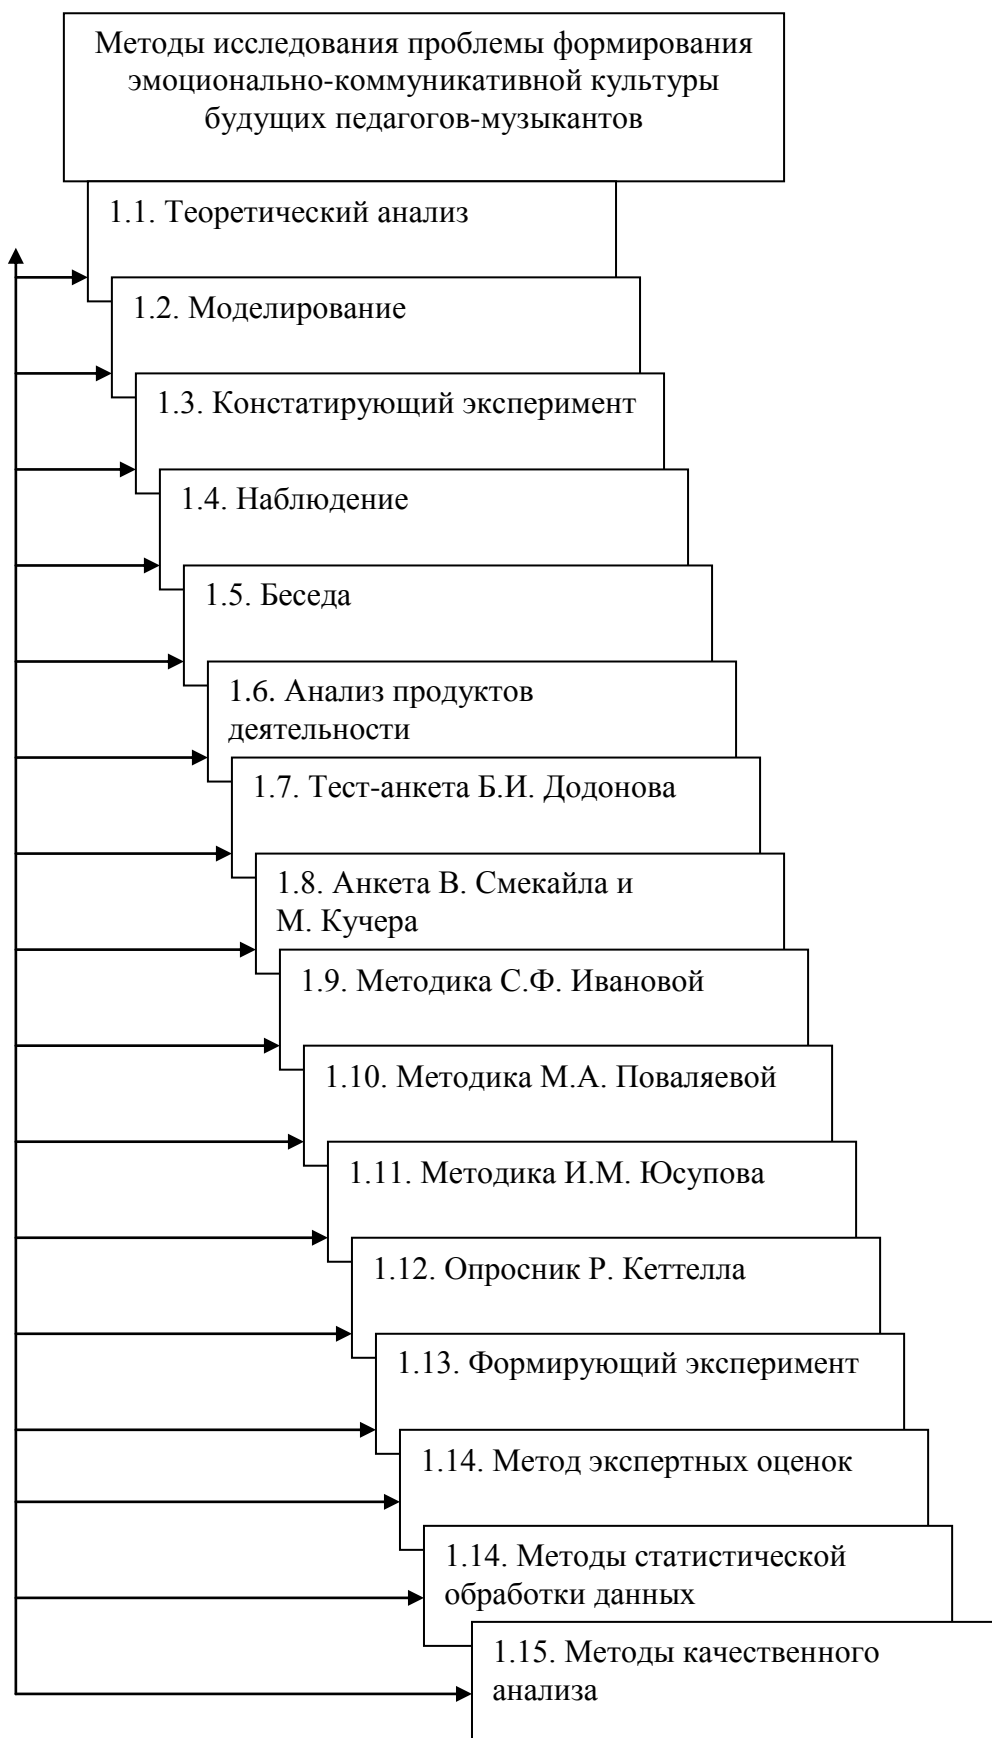 Методы исследования проблемы формирования
эмоционально-коммуникативной культуры
будущих педагогов-музыкантов
1.1. Теоретический анализ
1.2. Моделирование
1.3. Констатирующий эксперимент
1.4. Наблюдение
1.5. Беседа
1.6. Анализ продуктов
деятельности
1.7. Тест-анкета Б.И. Додонова
1.8. Анкета В. Смекайла и
М. Кучера
1.9. Методика С.Ф. Ивановой
1.10. Методика М.А. Поваляевой
1.11. Методика И.М. Юсупова
1.12. Опросник Р. Кеттелла
1.13. Формирующий эксперимент
1.14. Метод экспертных оценок
1.14. Методы статистической
обработки данных
1.15. Методы качественного
анализа